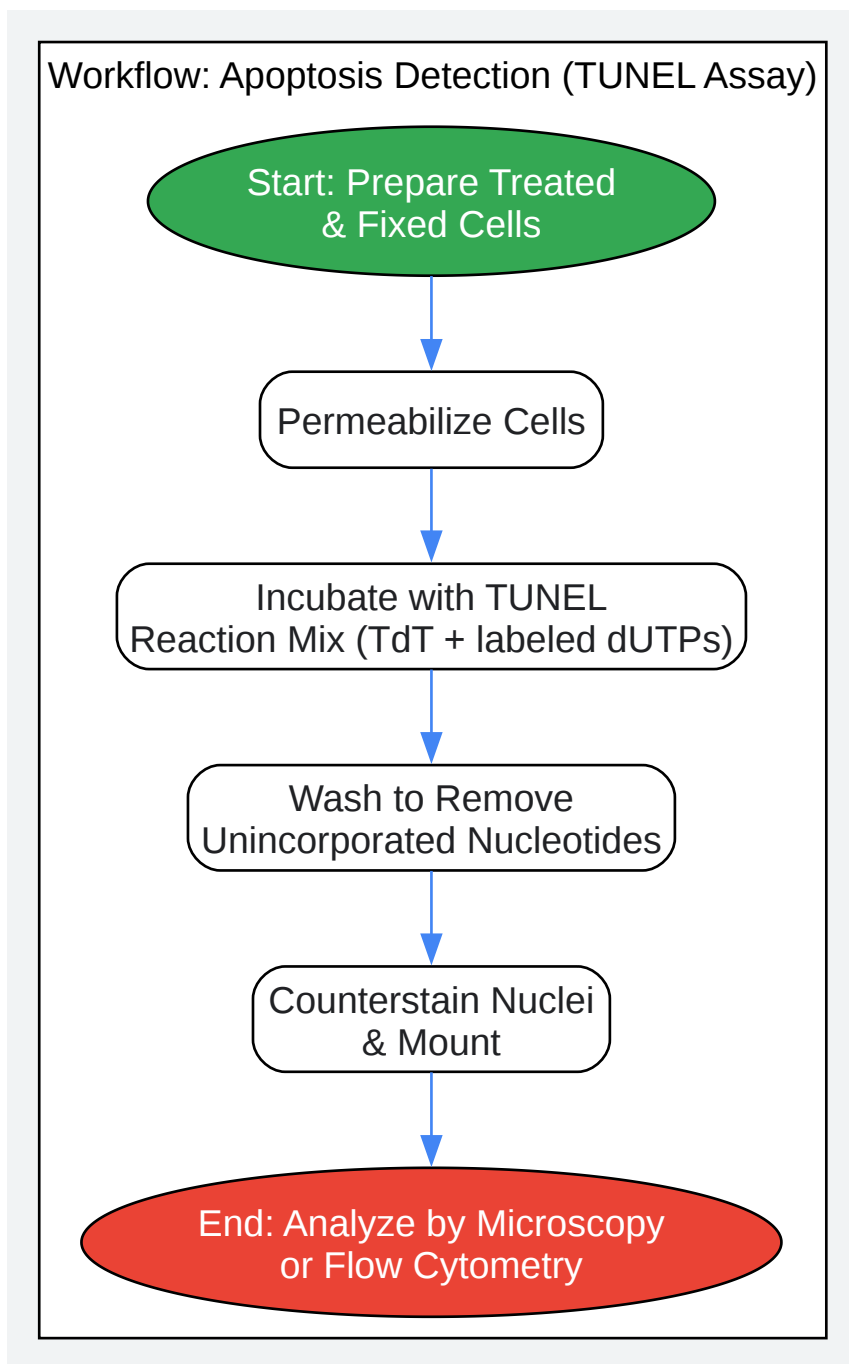 Workflow: Apoptosis Detection (TUNEL Assay)
Start: Prepare Treated
& Fixed Cells
Permeabilize Cells
Incubate with TUNEL
Reaction Mix (TdT + labeled dUTPs)
Wash to Remove
Unincorporated Nucleotides
Counterstain Nuclei
& Mount
End: Analyze by Microscopy
or Flow Cytometry